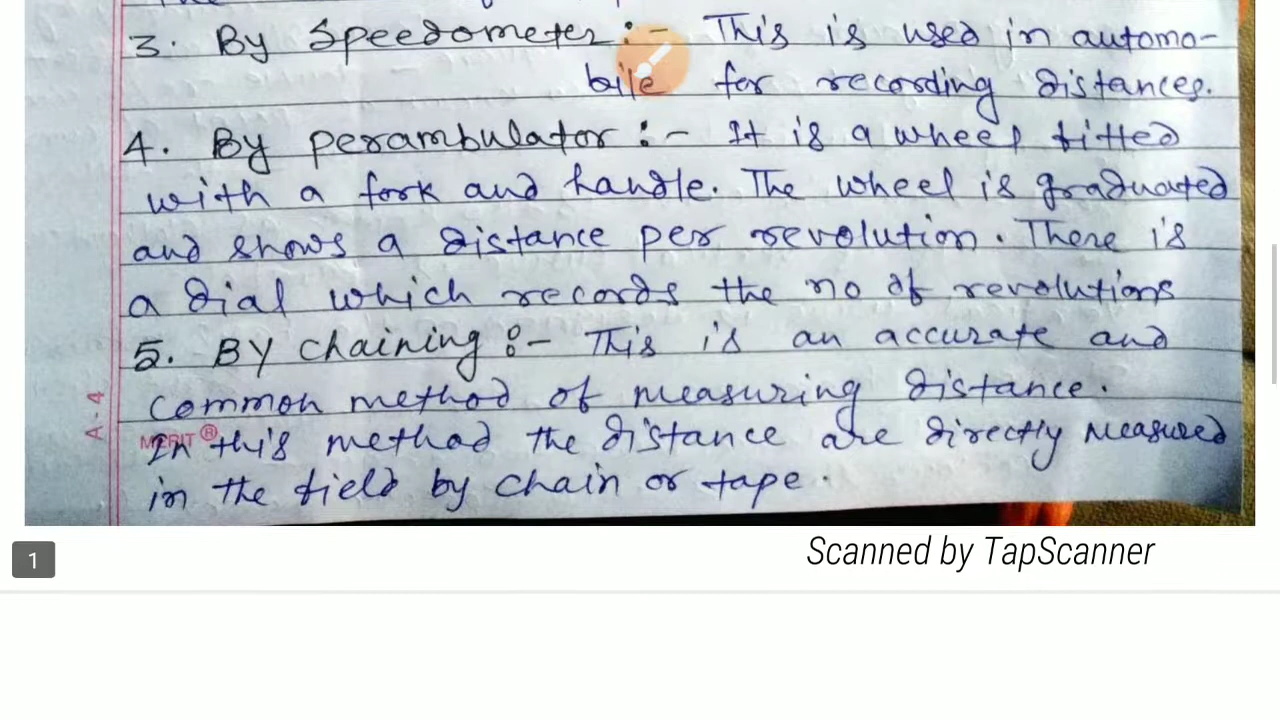 3. By Speedometer :- This is used in automo-
bile for recording distances.
4. By perambulator :- It is a wheel fitted
with a fork and handle. The wheel is graduated
and shows a distance per revolution. There is
a dial which records the no of revolutions
5. BY chaining :- This is an accurate and
common method of measuring distance.
In this method the distance are directly measured
in the field by chain or tape.
A-4
MERIT ®
Scanned by TapScanner
1